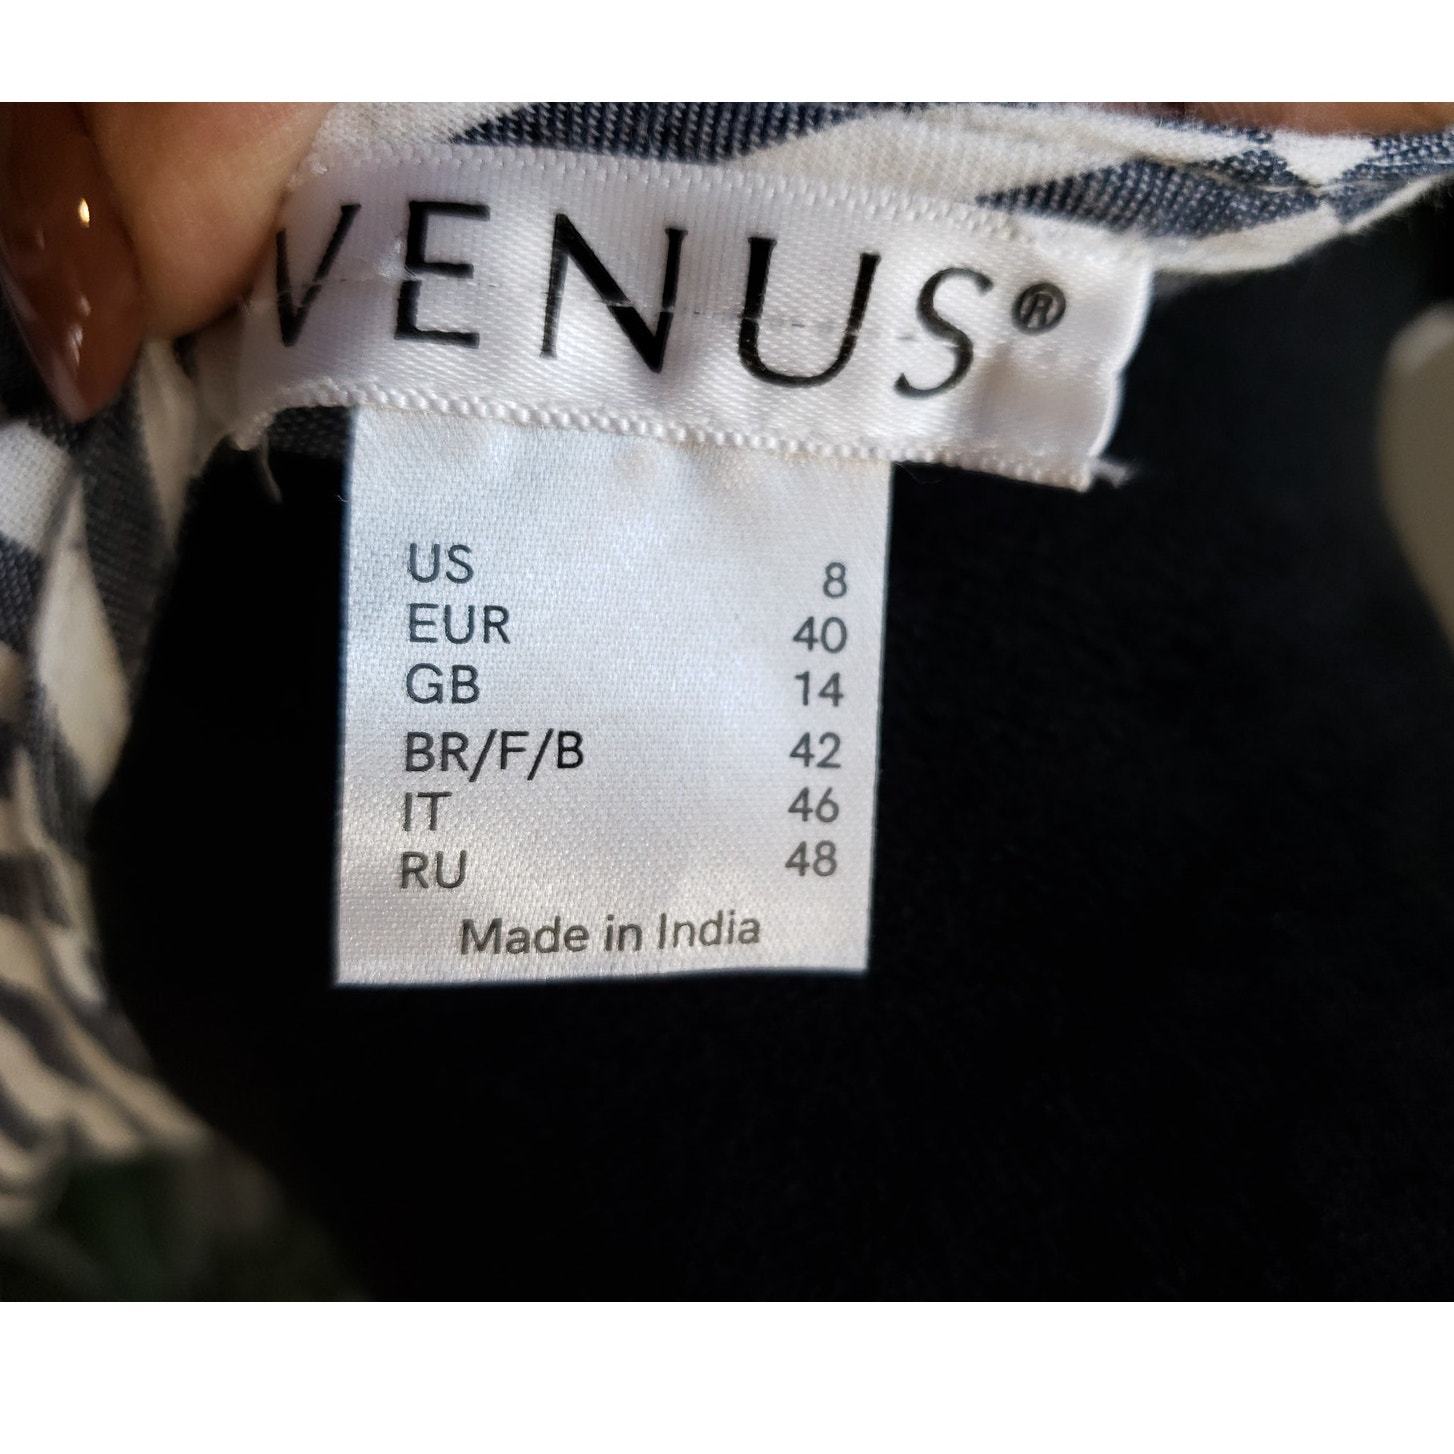 VENUS®
US 8
EUR 40
GB 14
BR/F/B 42
IT 46
RU 48
Made in India